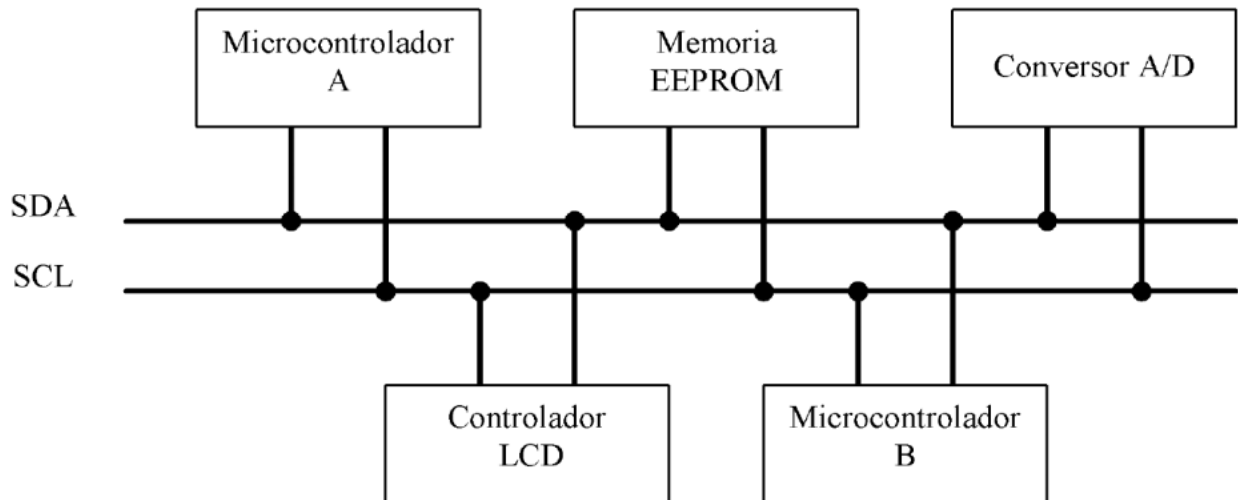 Microcontrolador
A
Memoria
EEPROM
Conversor A/D
SDA
SCL
Controlador
LCD
Microcontrolador
B